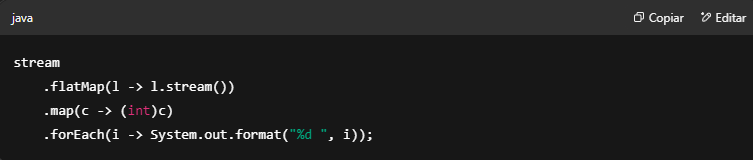 java
Copiar
Editar
stream
    .flatMap(l -> l.stream())
    .map(c -> (int)c)
    .forEach(i -> System.out.format("%d ", i));